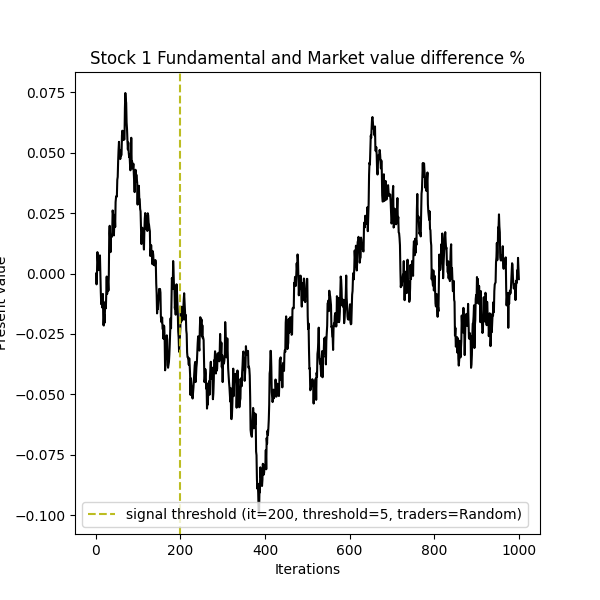 Stock 1 Fundamental and Market value difference %
0.075
0.050
0.025
0.000
−0.025
−0.050
−0.075
−0.100
Present value
signal threshold (it=200, threshold=5, traders=Random)
0 200 400 600 800 1000
Iterations